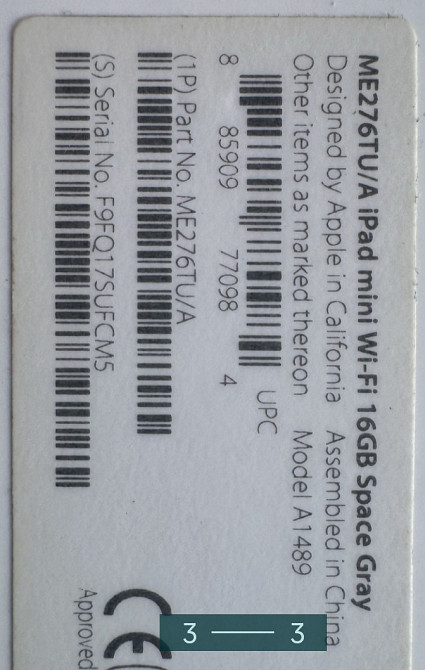 ME276TU/A iPad mini Wi-Fi 16GB Space Gray
Designed by Apple in California Assembled in China
Other items as marked thereon Model A1489
UPC
8 85909 77098 4
(1P) Part No. ME276TU/A
(S) Serial No. F9FQ17SUFCM5
CE
Approved
3 3